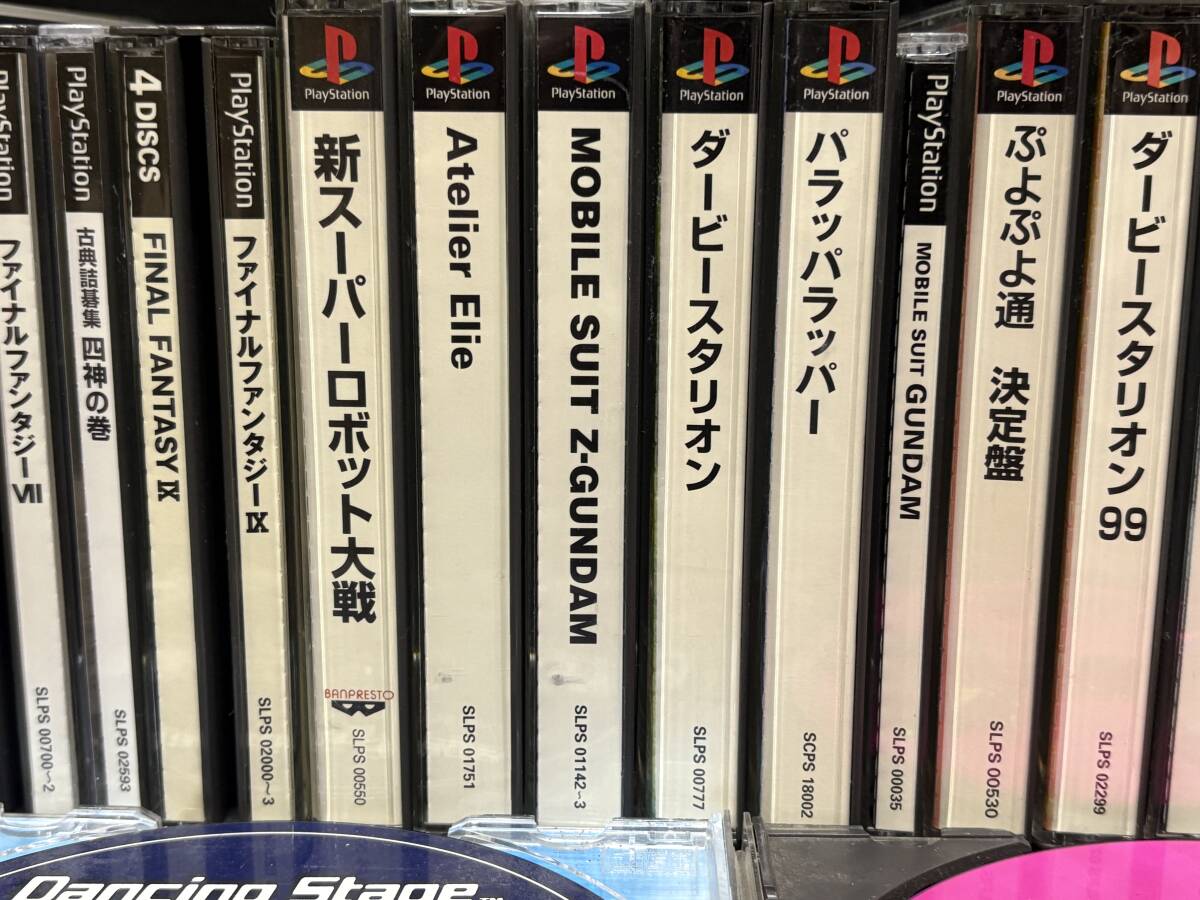 PlayStation
ファイナルファンタジーⅦ
SLPS 00700~2
PlayStation
古典詰碁集 四神の巻
SLPS 02593
4 DISCS
FINAL FANTASY Ⅸ
PlayStation
ファイナルファンタジーⅨ
SLPS 02000~3
PlayStation
新スーパーロボット大戦
BANPRESTO
SLPS 00550
PlayStation
Atelier Elie
SLPS 01751
PlayStation
MOBILE SUIT Z-GUNDAM
SLPS 01142~3
PlayStation
ダービースタリオン
SLPS 00777
PlayStation
パラッパラッパー
SCPS 18002
PlayStation
MOBILE SUIT GUNDAM
SLPS 00035
PlayStation
ぷよぷよ通 決定盤
SLPS 00530
PlayStation
ダービースタリオン99
SLPS 02299
Dancing Stage™